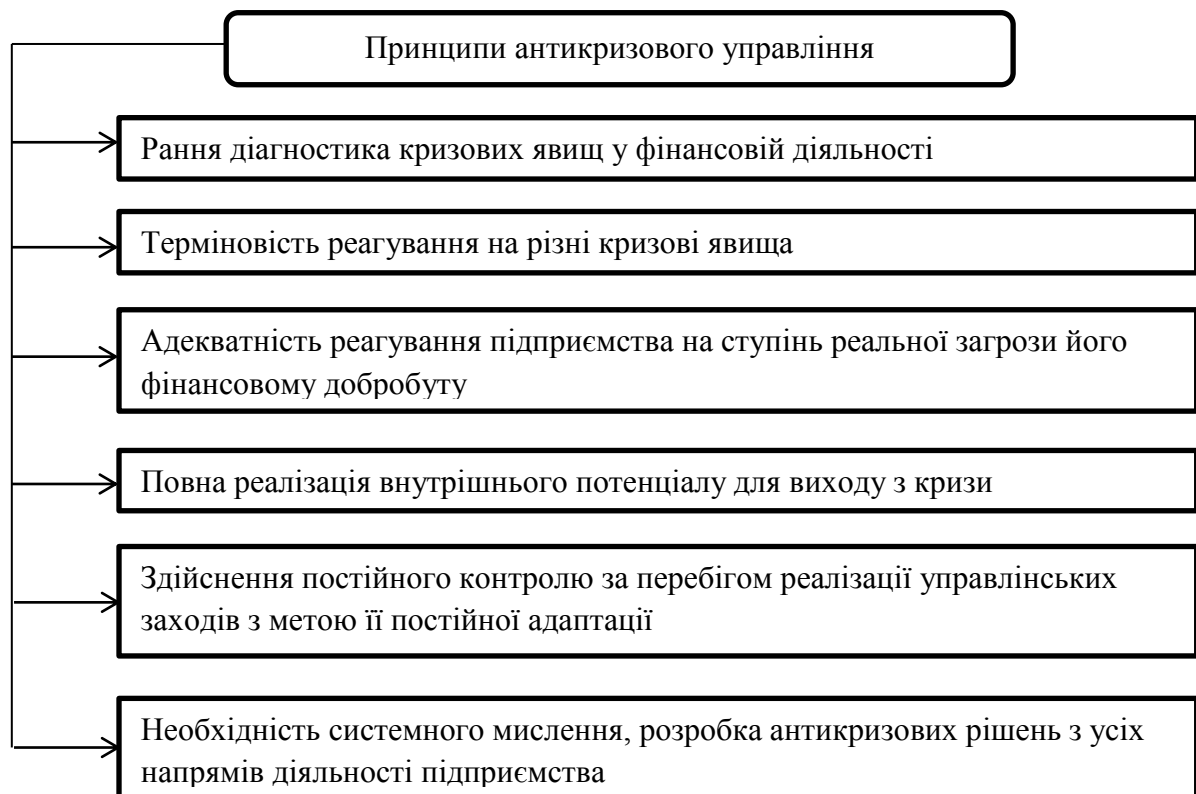 Принципи антикризового управління
Рання діагностика кризових явищ у фінансовій діяльності
Терміновість реагування на різні кризові явища
Адекватність реагування підприємства на ступінь реальної загрози його
фінансовому добробуту
Повна реалізація внутрішнього потенціалу для виходу з кризи
Здійснення постійного контролю за перебігом реалізації управлінських
заходів з метою її постійної адаптації
Необхідність системного мислення, розробка антикризових рішень з усіх
напрямів діяльності підприємства